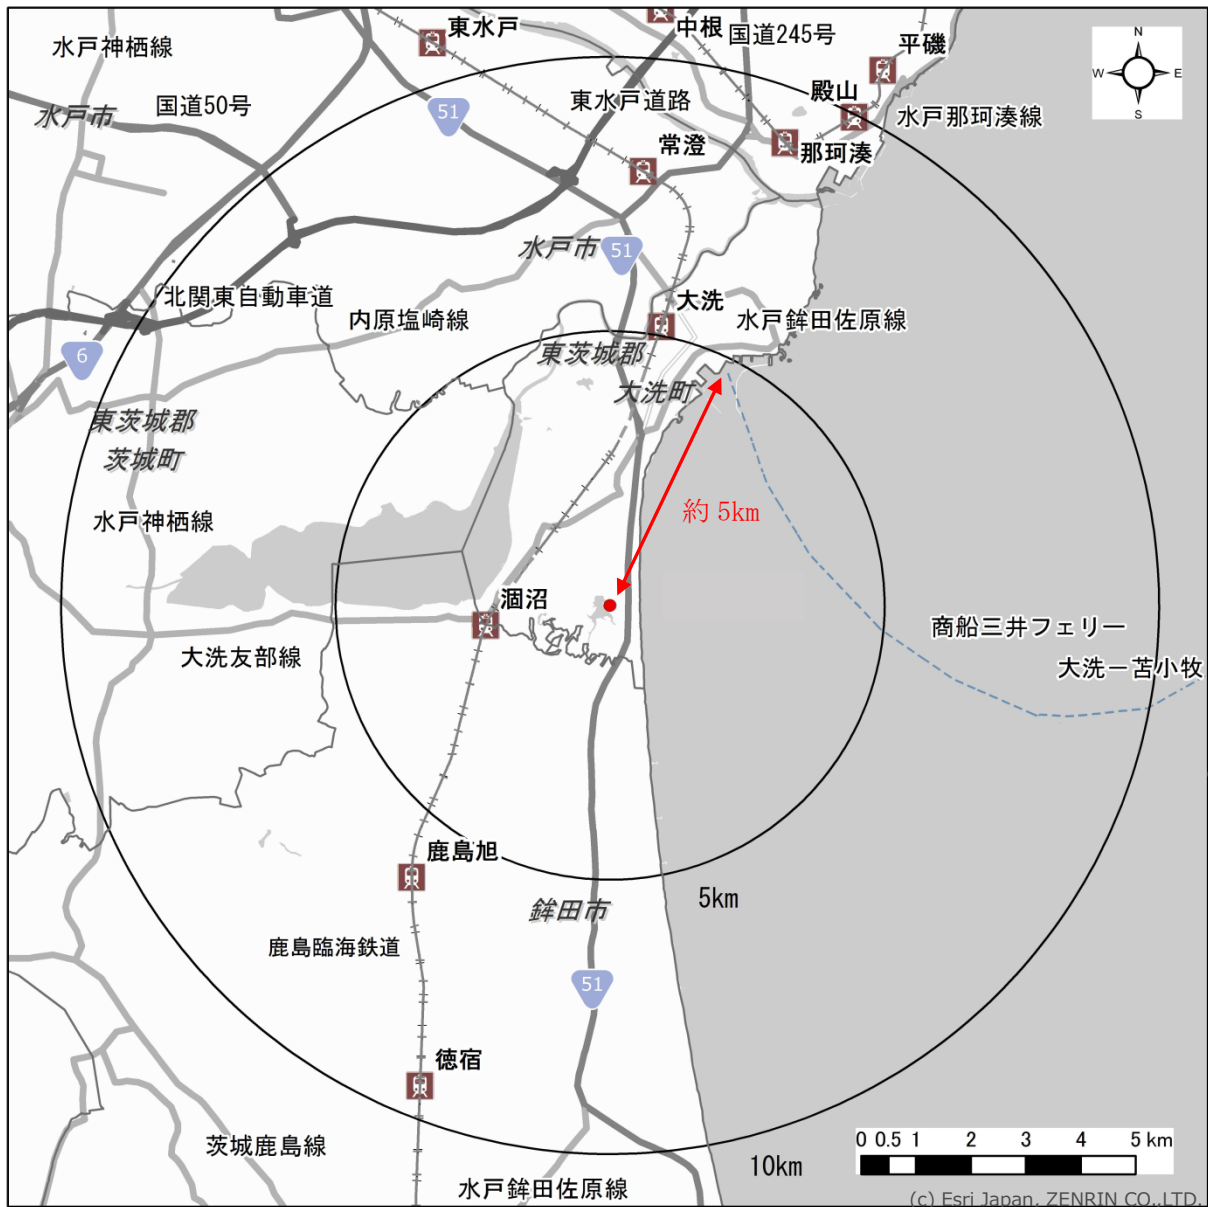 東水戸
中根
国道245号
平磯
水戸神栖線
N
W
E
S
国道50号
東水戸道路
殿山
水戸那珂湊線
水戸市
51
常澄
那珂湊
水戸市
51
北関東自動車道
大洗
内原塩崎線
水戸鉾田佐原線
6
東茨城郡
大洗町
東茨城郡
茨城町
水戸神栖線
約 5km
涸沼
商船三井フェリー
大洗－苫小牧
大洗友部線
鹿島旭
5km
鉾田市
鹿島臨海鉄道
51
徳宿
茨城鹿島線
10km
0 0.5 1 2 3 4 5 km
水戸鉾田佐原線
(c) Esri Japan, ZENRIN CO.,LTD.